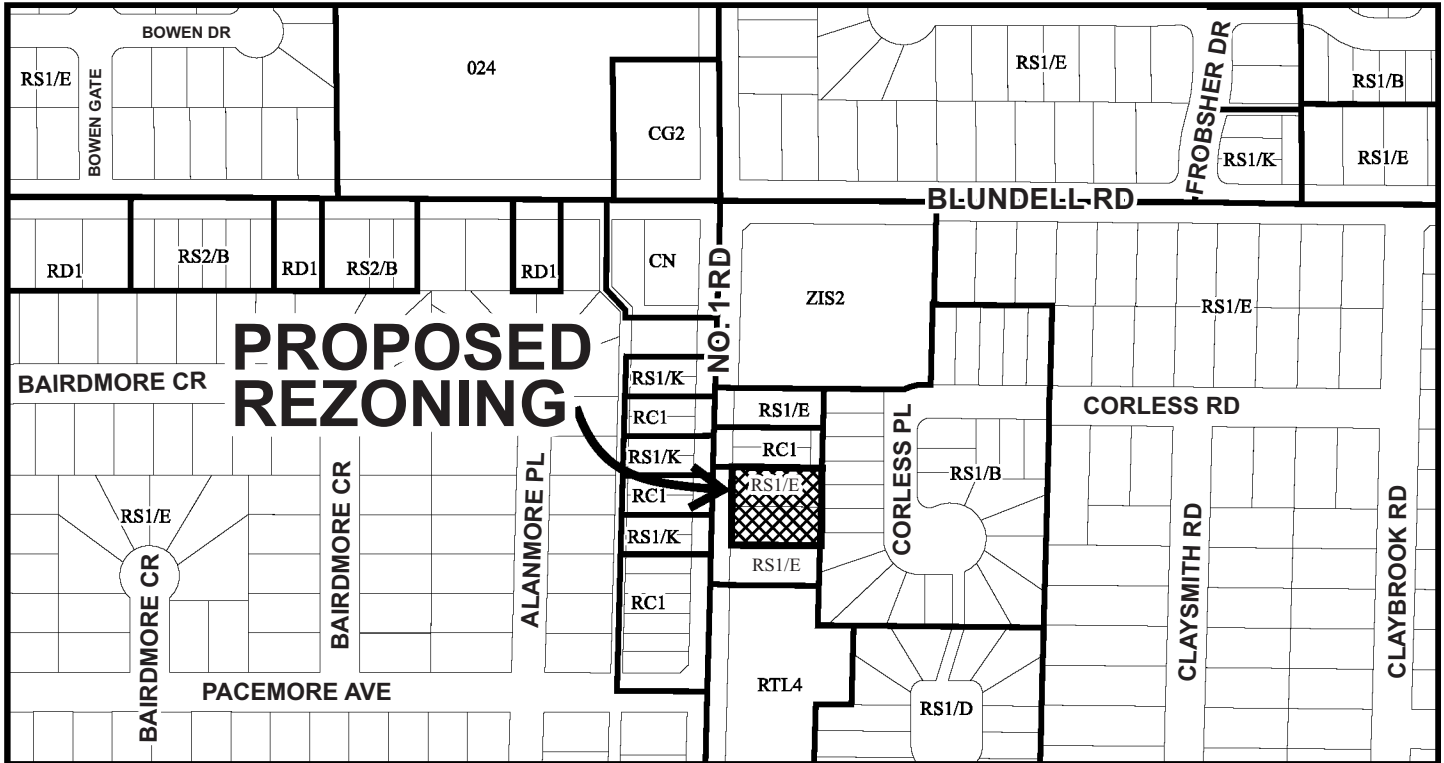 BOWEN DR
024
RS1/E
FROBSHER DR
RS1/E
RS1/B
BOWEN GATE
CG2
RS1/K
RS1/E
BLUNDELL RD
RD1
RS2/B
RD1
RS2/B
RD1
CN
NO. 1 RD
ZIS2
RS1/E
PROPOSED
REZONING
BAIRDMORE CR
RS1/K
RC1
RS1/K
RC1
RS1/K
RC1
RS1/E
RC1
RS1/E
RS1/E
CORLESS PL
RS1/B
CORLESS RD
RS1/E
BAIRDMORE CR
BAIRDMORE CR
ALANMORE PL
CLAYSMITH RD
CLAYBROOK RD
PACEMORE AVE
RTL4
RS1/D